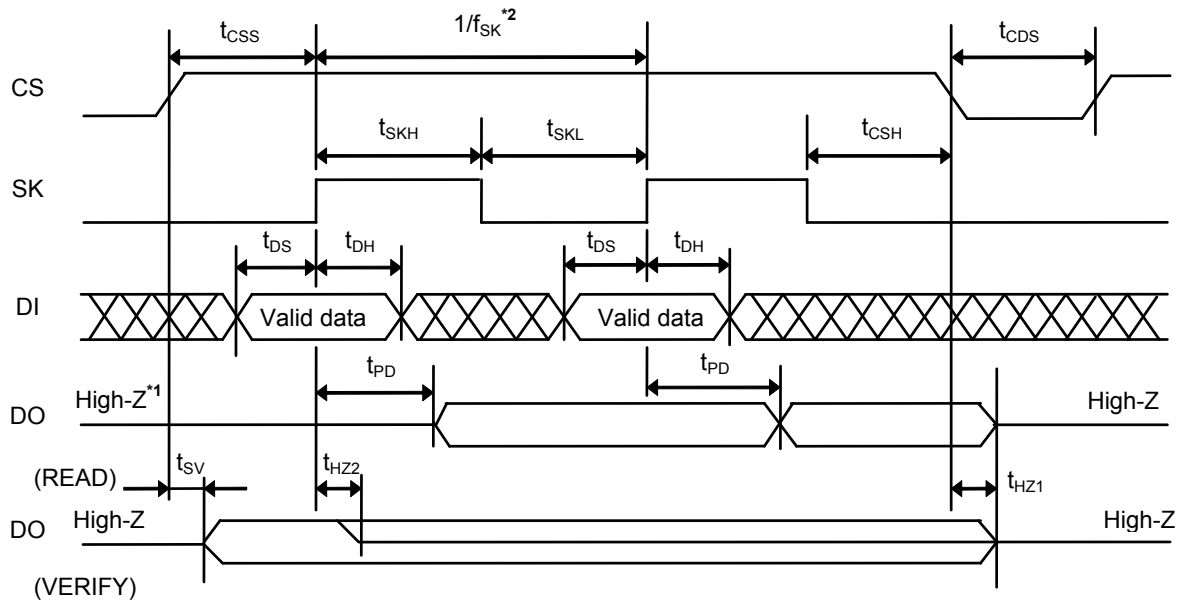 tCSS 1/fSK*2 tCDS
CS
tSKH tSKL tCSH
SK
tDS tDH tDS tDH
DI Valid data Valid data
tPD tPD
DO High-Z*1 High-Z
(READ) tSV tHZ2 tHZ1
DO High-Z High-Z
(VERIFY)